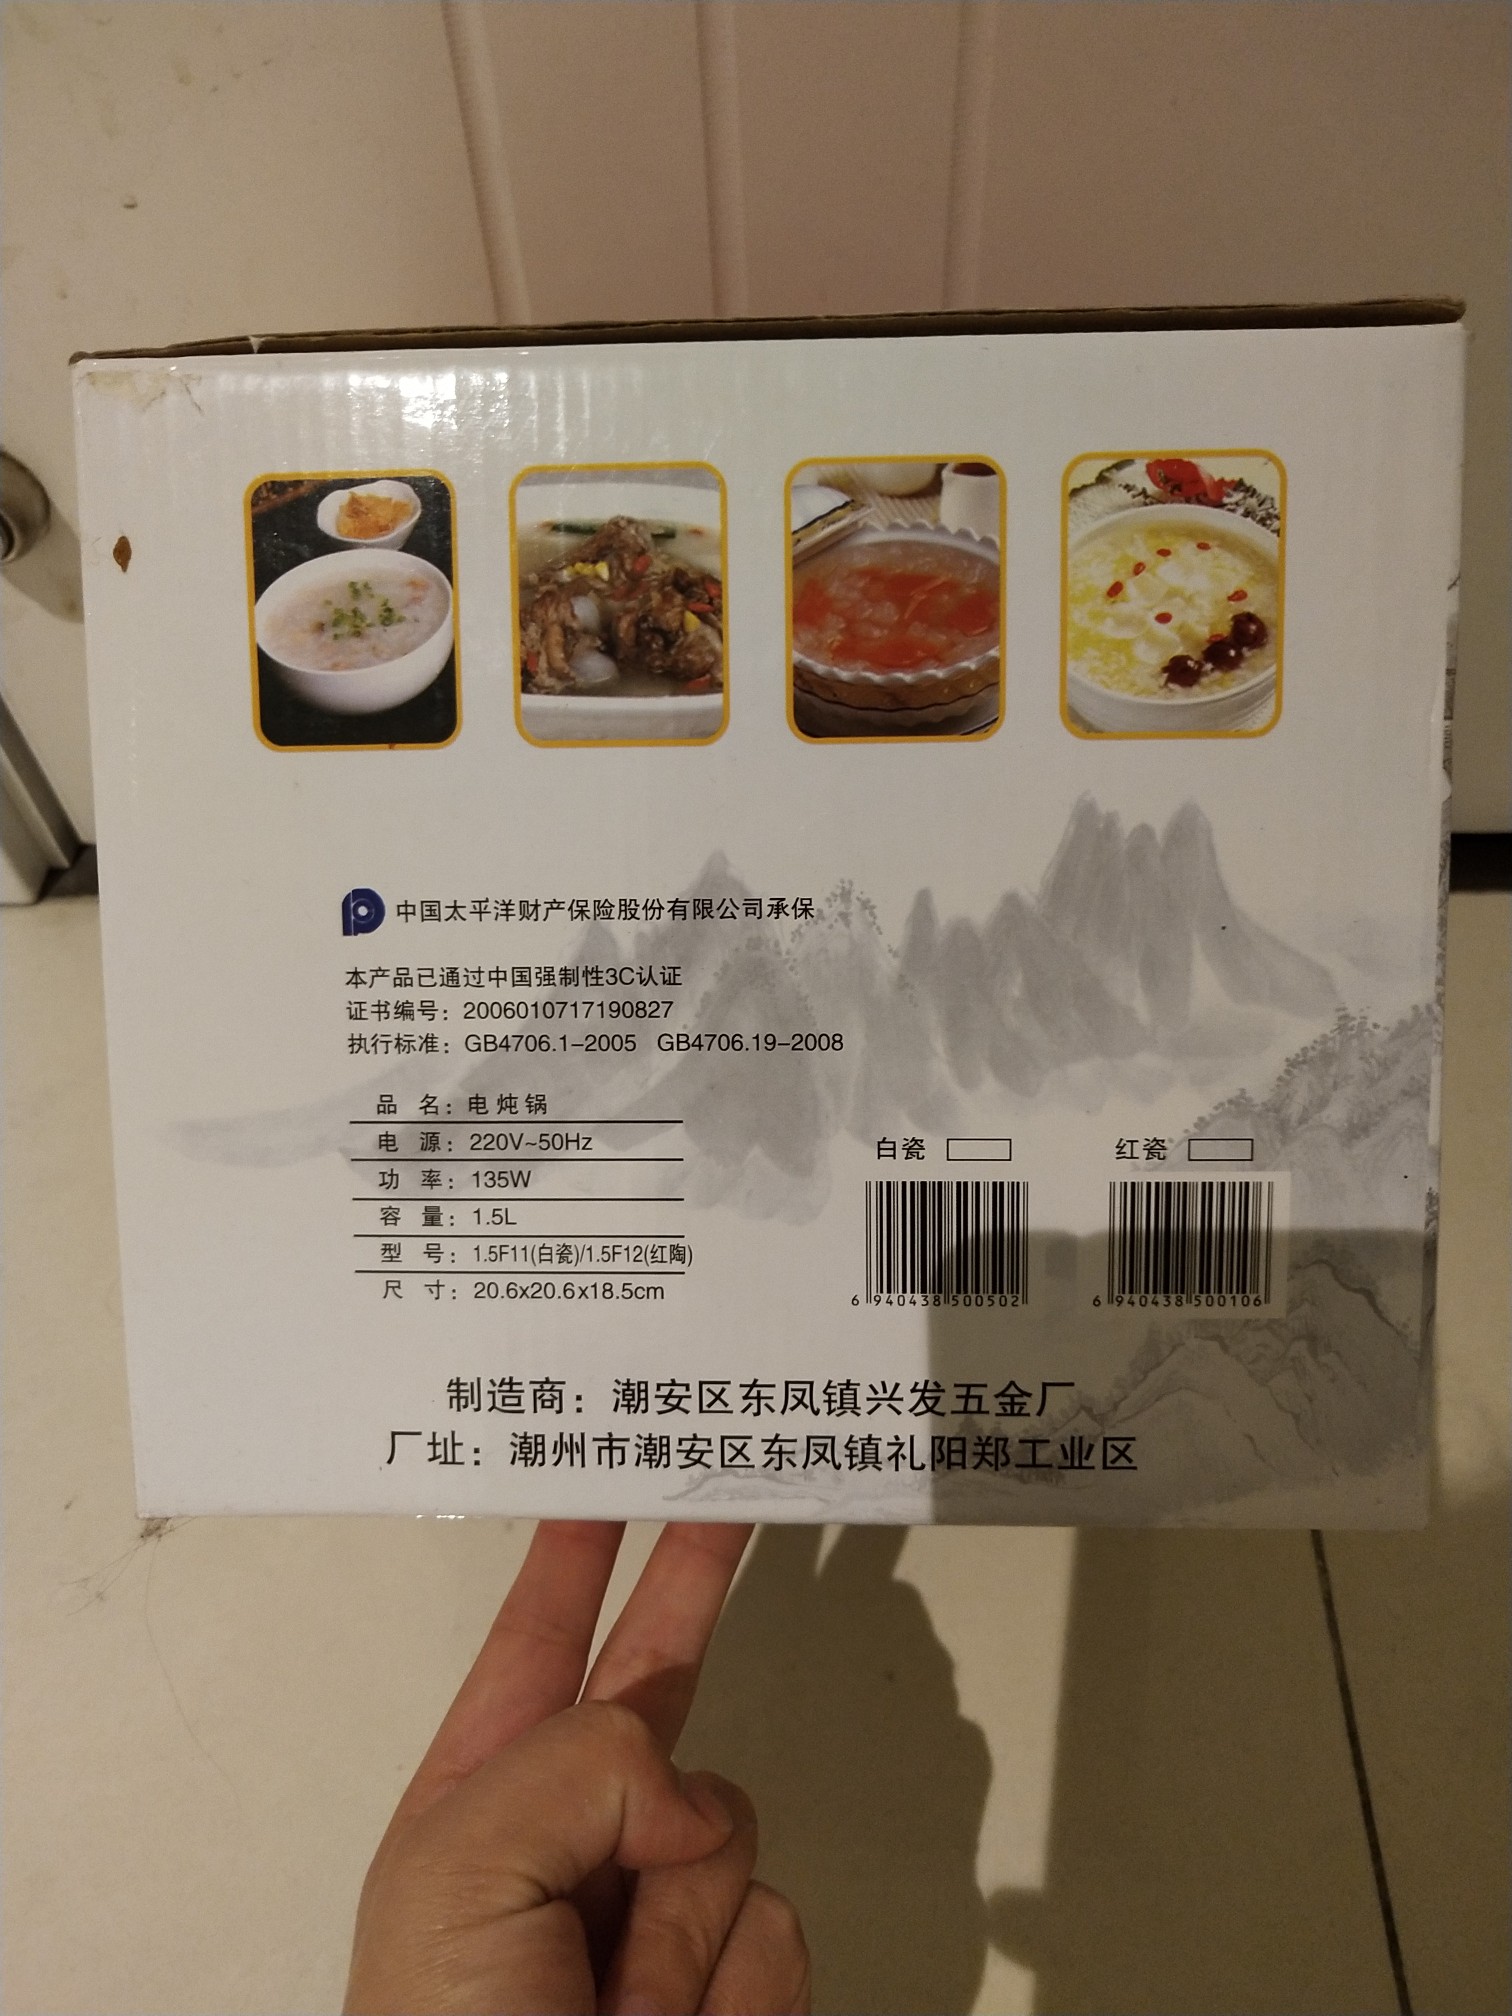 中国太平洋财产保险股份有限公司承保
本产品已通过中国强制性3C认证
证书编号：2006010717190827
执行标准：GB4706.1-2005 GB4706.19-2008
品 名：电炖锅
电 源：220V~50Hz
功 率：135W
容 量：1.5L
型 号：1.5F11(白瓷)/1.5F12(红陶)
尺 寸：20.6x20.6x18.5cm
白瓷
红瓷
6 940438 500502
6 940438 500106
制造商：潮安区东凤镇兴发五金厂
厂址：潮州市潮安区东凤镇礼阳郑工业区